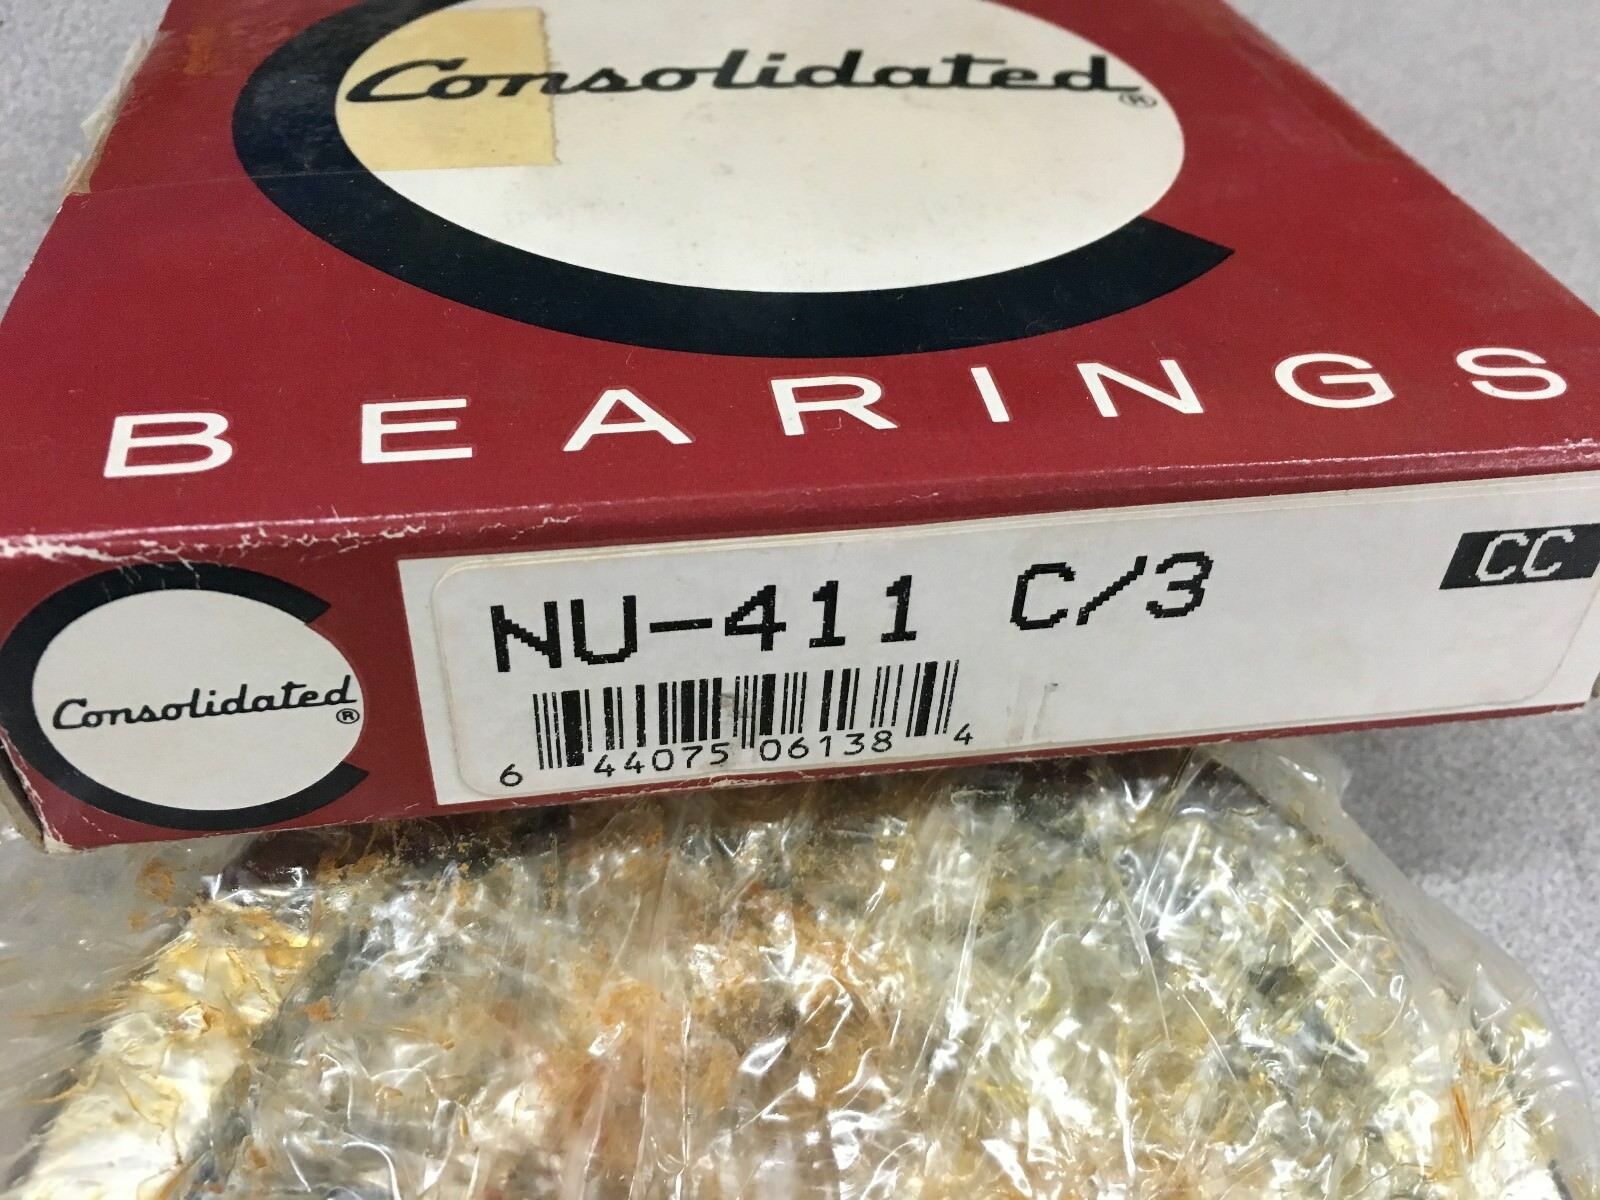 Consolidated®
BEARINGS
NU-411 C/3
CC
Consolidated®
6 44075 06138 4